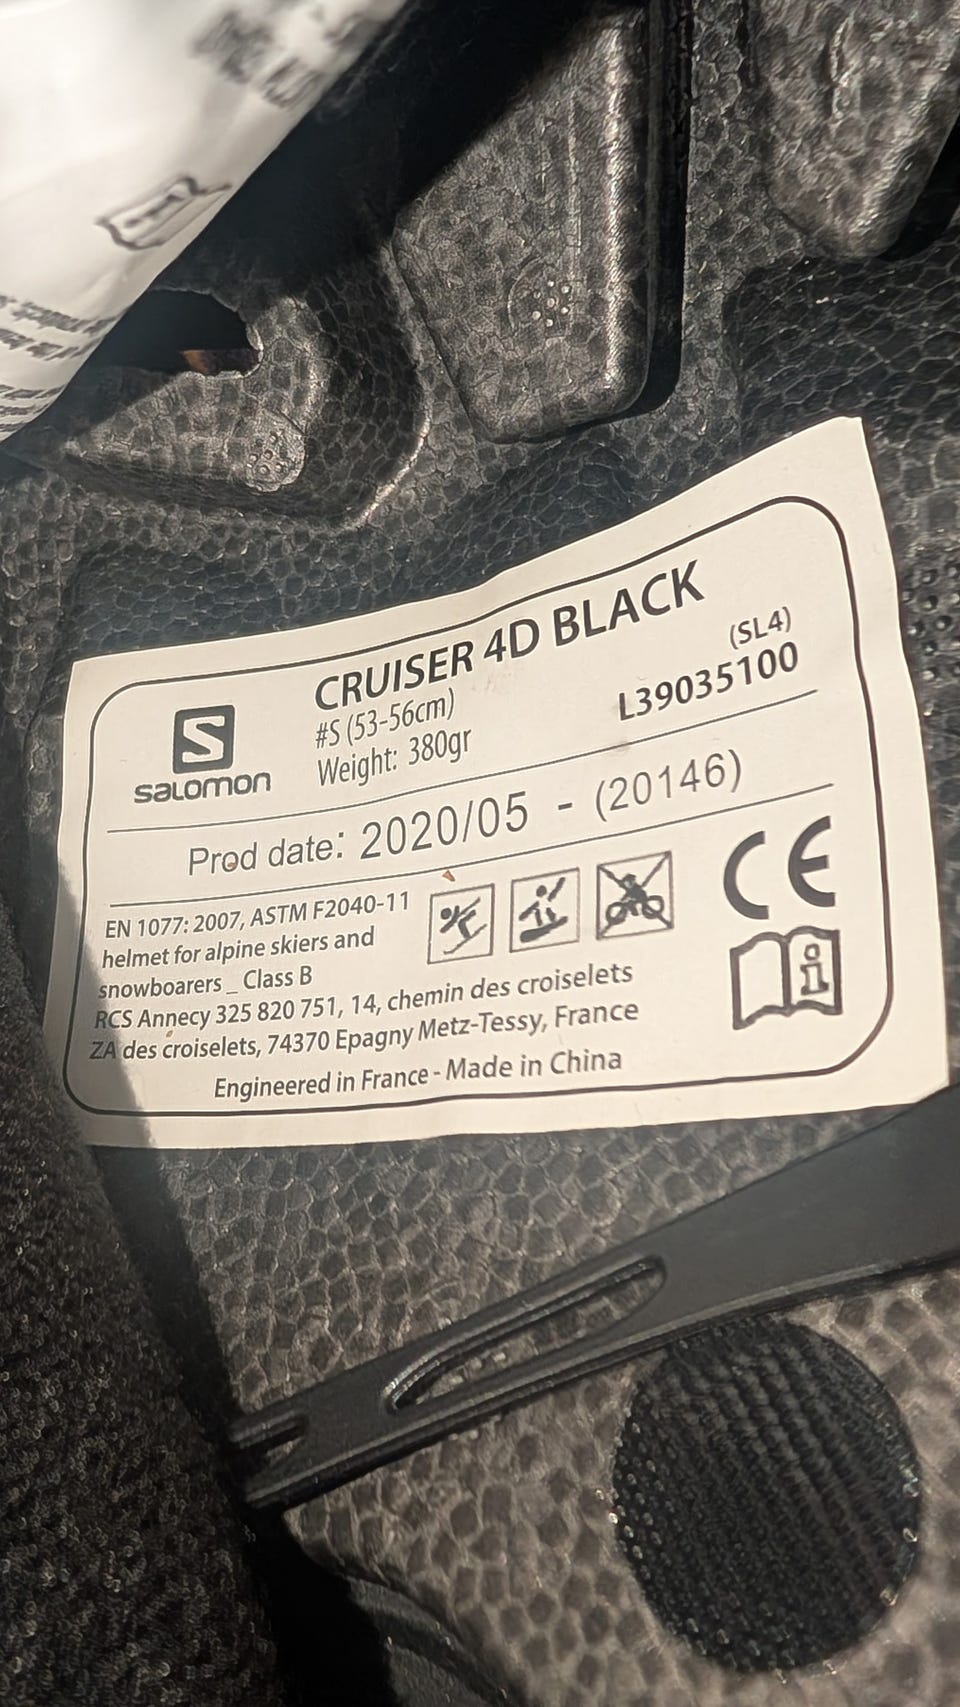 CRUISER 4D BLACK
#S (53-56cm)
(SL4)
Weight: 380gr
L39035100
S
salomon
Prod date: 2020/05 - (20146)
EN 1077: 2007, ASTM F2040-11
helmet for alpine skiers and
snowboarers _ Class B
CE
i
RCS Annecy 325 820 751, 14, chemin des croiselets
ZA des croiselets, 74370 Epagny Metz-Tessy, France
Engineered in France - Made in China